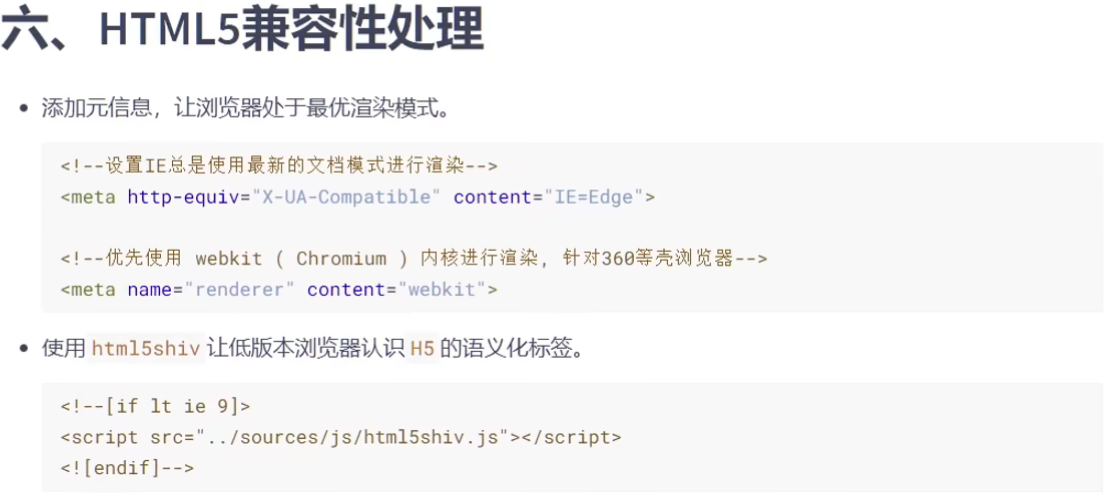 六、HTML5兼容性处理
• 添加元信息，让浏览器处于最优渲染模式。
<!--设置IE总是使用最新的文档模式进行渲染-->
<meta http-equiv="X-UA-Compatible" content="IE=Edge">
<!--优先使用 webkit ( Chromium ) 内核进行渲染, 针对360等壳浏览器-->
<meta name="renderer" content="webkit">
• 使用 html5shiv 让低版本浏览器认识 H5 的语义化标签。
<!--[if lt ie 9]>
<script src="../sources/js/html5shiv.js"></script>
<![endif]-->